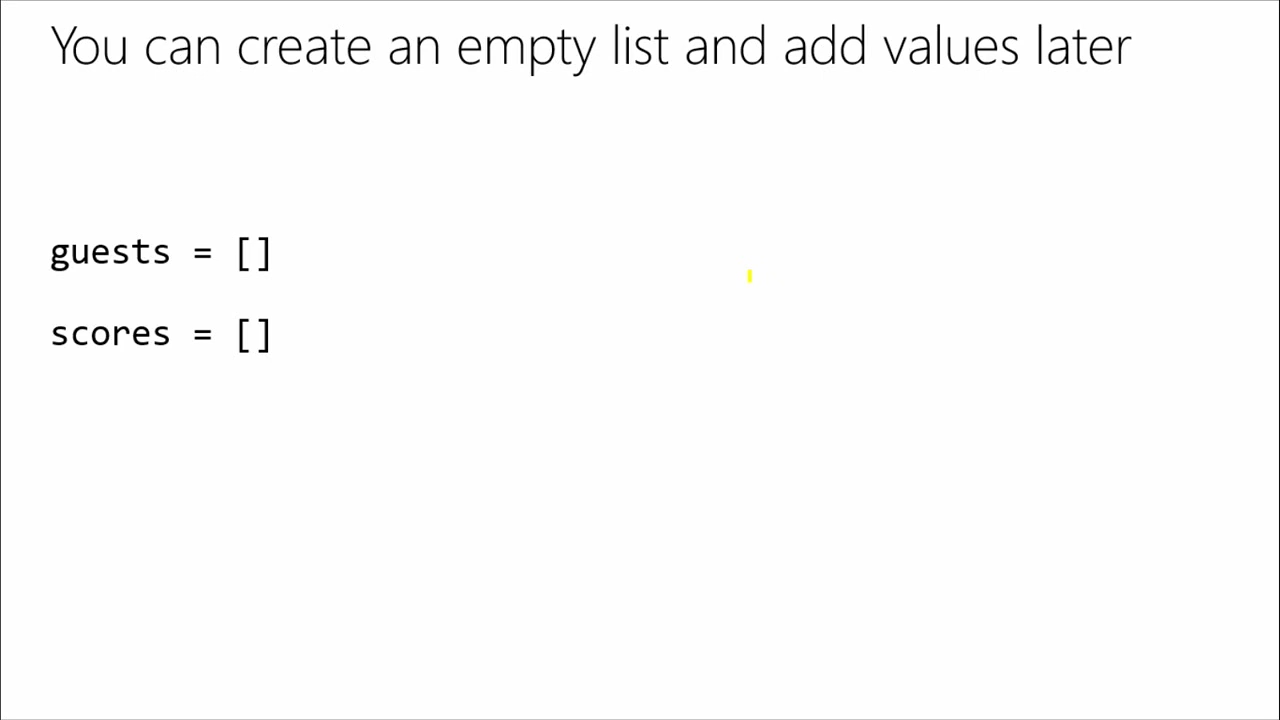 You can create an empty list and add values later
guests = []
scores = []